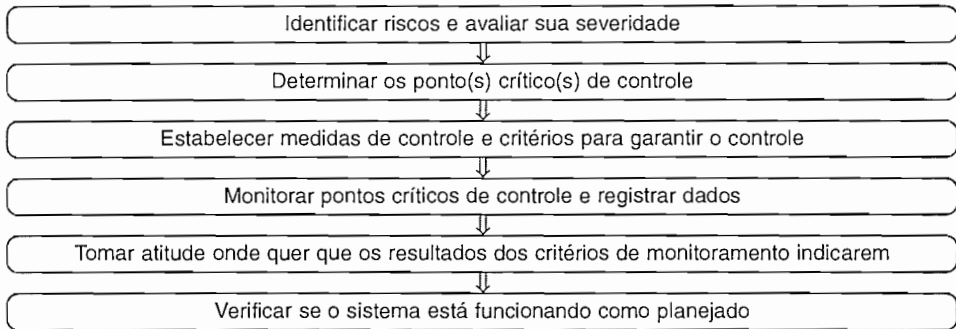 Identificar riscos e avaliar sua severidade
Determinar os ponto(s) crítico(s) de controle
Estabelecer medidas de controle e critérios para garantir o controle
Monitorar pontos críticos de controle e registrar dados
Tomar atitude onde quer que os resultados dos critérios de monitoramento indicarem
Verificar se o sistema está funcionando como planejado